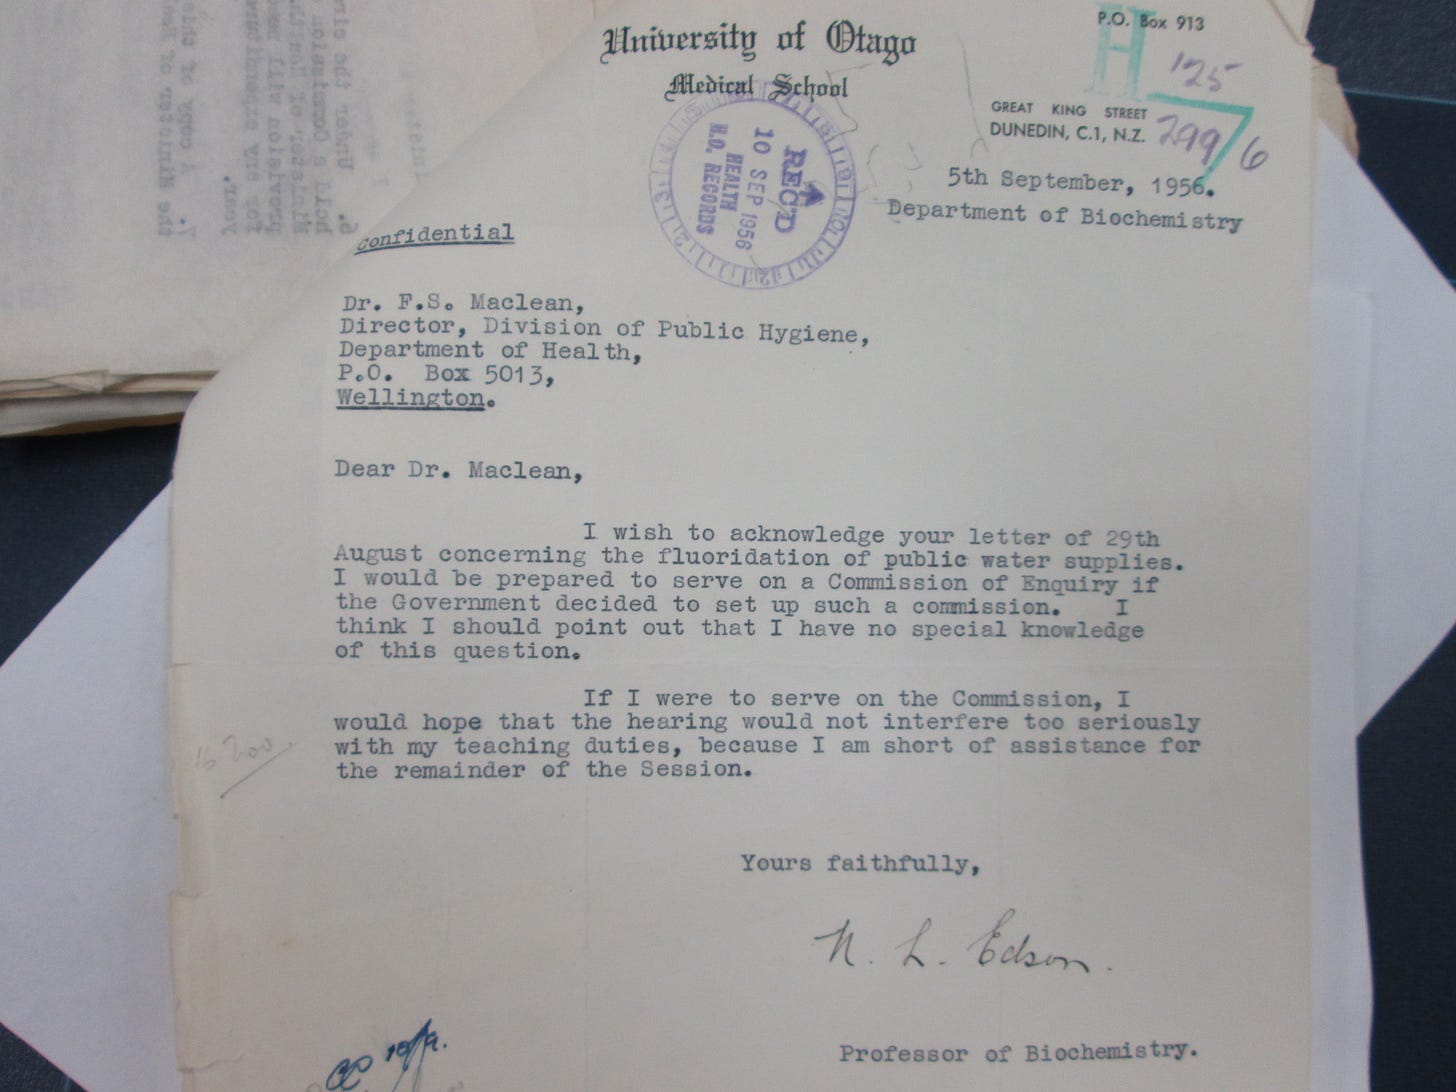 University of Otago
Medical School
P.O. Box 913
H
125
299 6
GREAT KING STREET
DUNEDIN, C.1, N.Z.
REC'D
10 SEP 1956
HEALTH
H.O. RECORDS
5th September, 1956.
Department of Biochemistry
Confidential
Dr. F.S. Maclean,
Director, Division of Public Hygiene,
Department of Health,
P.O. Box 5013,
Wellington.
Dear Dr. Maclean,
I wish to acknowledge your letter of 29th
August concerning the fluoridation of public water supplies.
I would be prepared to serve on a Commission of Enquiry if
the Government decided to set up such a commission. I
think I should point out that I have no special knowledge
of this question.
If I were to serve on the Commission, I
would hope that the hearing would not interfere too seriously
with my teaching duties, because I am short of assistance for
the remainder of the Session.
16 Nov
Yours faithfully,
N. L. Edson.
Professor of Biochemistry.
10/9.